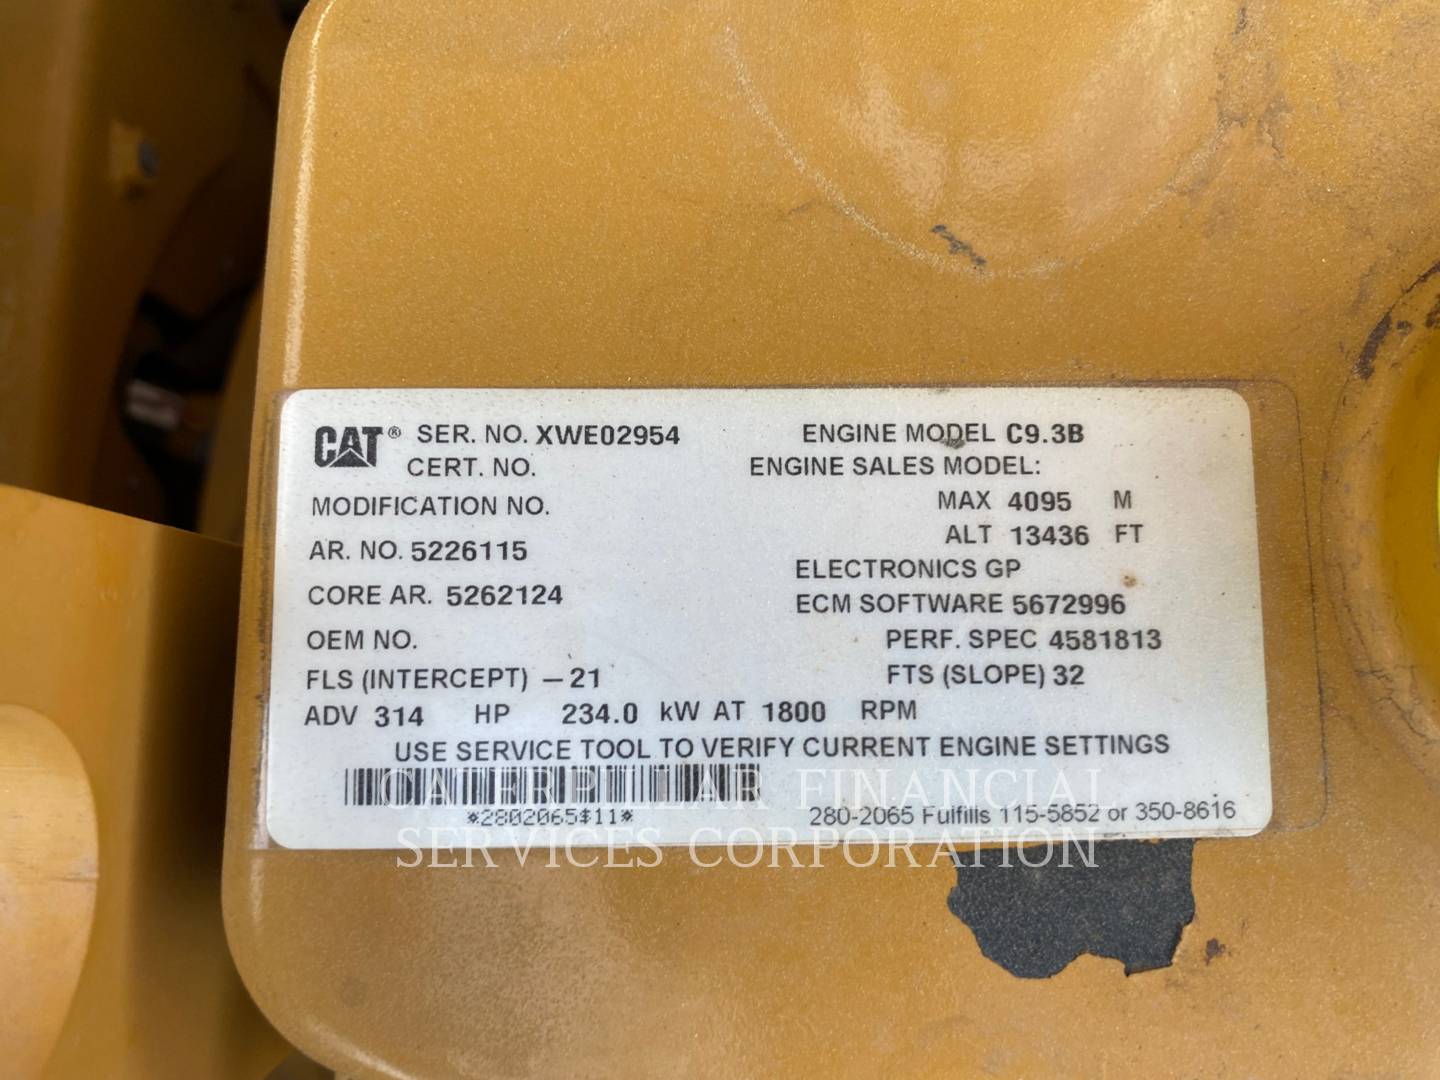 CAT® SER. NO. XWE02954 ENGINE MODEL C9.3B
CERT. NO. ENGINE SALES MODEL:
MODIFICATION NO. MAX 4095 M
ALT 13436 FT
AR. NO. 5226115
ELECTRONICS GP
CORE AR. 5262124 ECM SOFTWARE 5672996
OEM NO. PERF. SPEC 4581813
FLS (INTERCEPT) –21 FTS (SLOPE) 32
ADV 314 HP 234.0 kW AT 1800 RPM
USE SERVICE TOOL TO VERIFY CURRENT ENGINE SETTINGS
*2802065$11* 280-2065 Fulfills 115-5852 or 350-8616
CATERPILLAR FINANCIAL
SERVICES CORPORATION